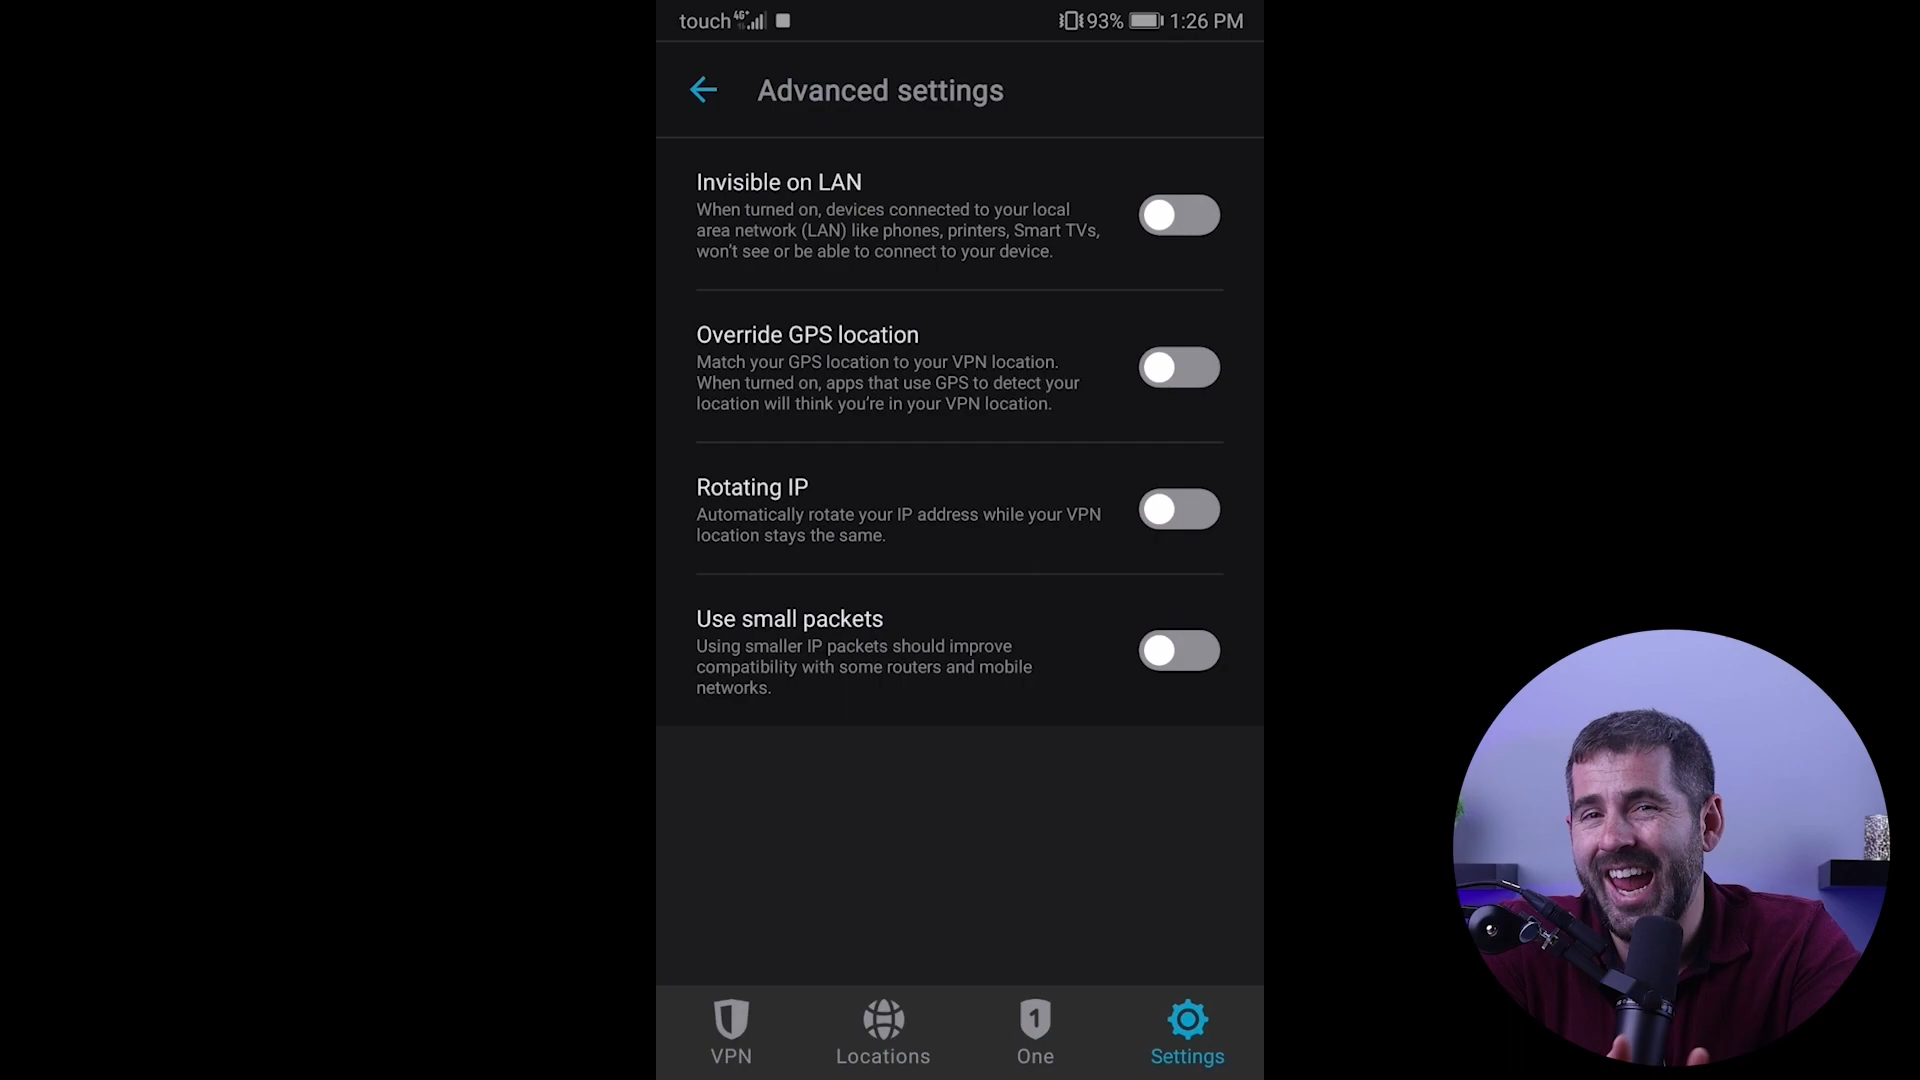 touch 4G+ 93% 1:26 PM
Advanced settings
Invisible on LAN
When turned on, devices connected to your local
area network (LAN) like phones, printers, Smart TVs,
won't see or be able to connect to your device.
Override GPS location
Match your GPS location to your VPN location.
When turned on, apps that use GPS to detect your
location will think you're in your VPN location.
Rotating IP
Automatically rotate your IP address while your VPN
location stays the same.
Use small packets
Using smaller IP packets should improve
compatibility with some routers and mobile
networks.
1
VPN Locations One Settings